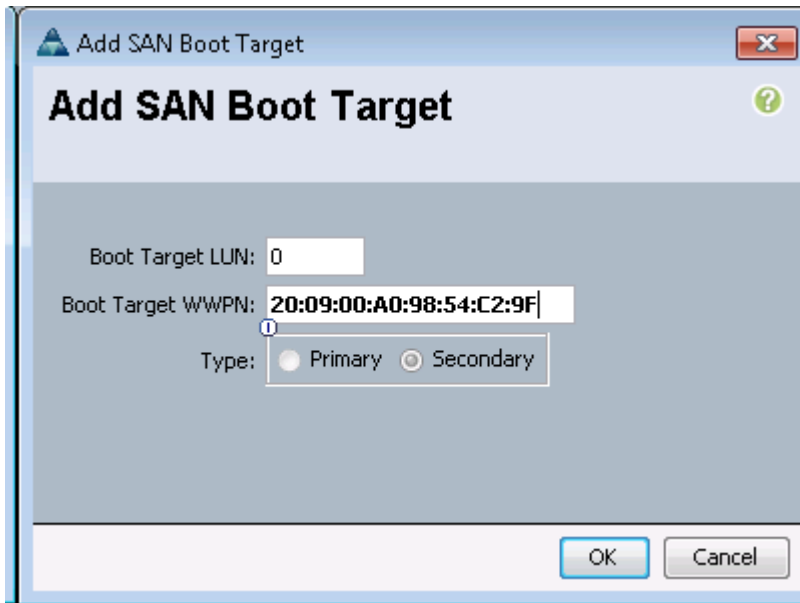 Add SAN Boot Target
Add SAN Boot Target
Boot Target LUN: 0
Boot Target WWPN: 20:09:00:A0:98:54:C2:9F
Type: Primary Secondary
OK Cancel